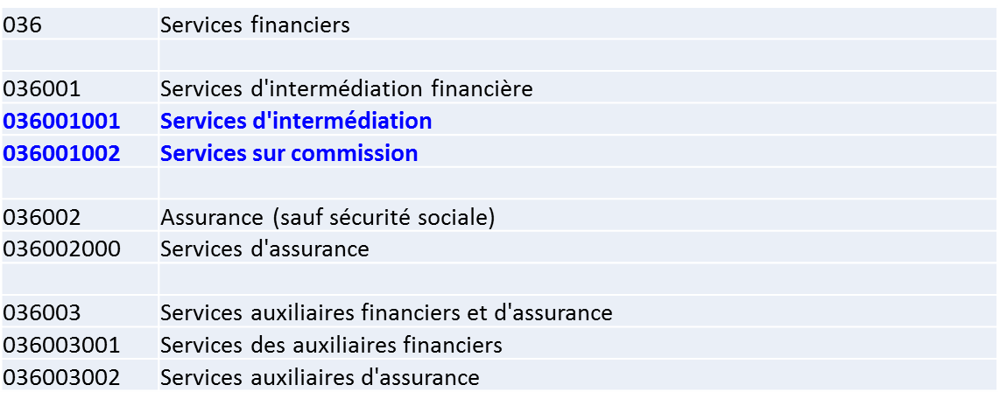 036 Services financiers
036001 Services d'intermédiation financière
036001001 Services d'intermédiation
036001002 Services sur commission
036002 Assurance (sauf sécurité sociale)
036002000 Services d'assurance
036003 Services auxiliaires financiers et d'assurance
036003001 Services des auxiliaires financiers
036003002 Services auxiliaires d'assurance